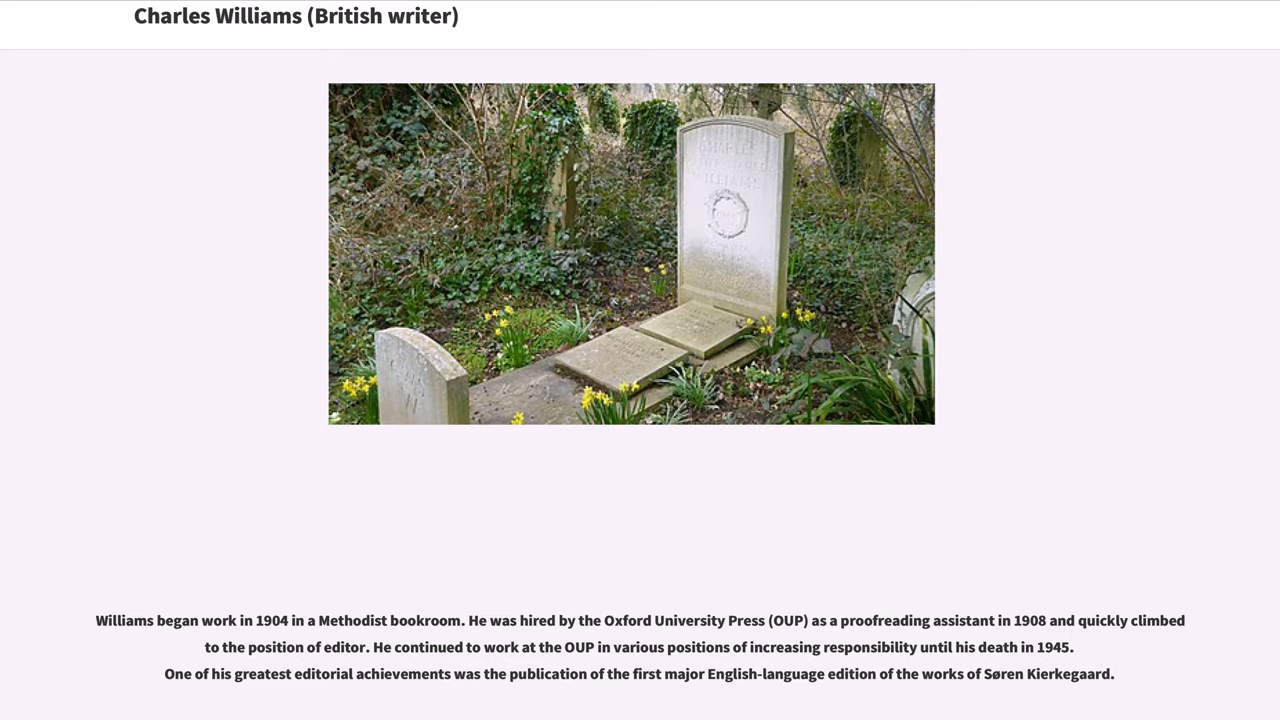 Charles Williams (British writer)
CHARLES
WILLIAMS
Williams began work in 1904 in a Methodist bookroom. He was hired by the Oxford University Press (OUP) as a proofreading assistant in 1908 and quickly climbed
to the position of editor. He continued to work at the OUP in various positions of increasing responsibility until his death in 1945.
One of his greatest editorial achievements was the publication of the first major English-language edition of the works of Søren Kierkegaard.